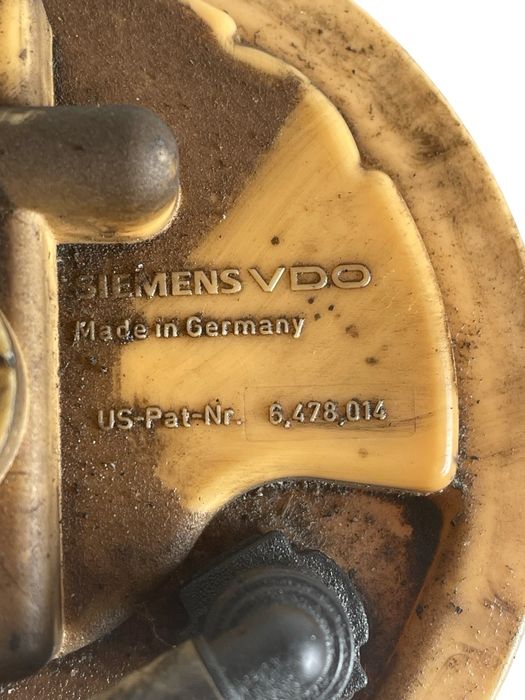 SIEMENS VDO
Made in Germany
US-Pat-Nr. 6,478,014